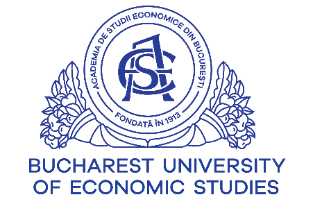 ACADEMIA DE STUDII ECONOMICE DIN BUCUREȘTI
ASE
FONDATĂ ÎN 1913
BUCHAREST UNIVERSITY
OF ECONOMIC STUDIES